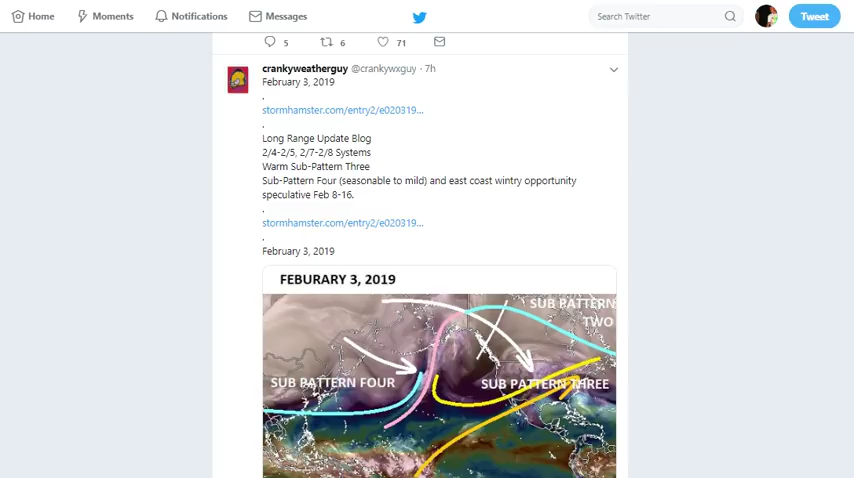 Home Moments Notifications Messages Search Twitter Tweet
5 6 71
crankyweatherguy @crankywxguy · 7h
February 3, 2019
.
stormhamster.com/entry2/e020319...
.
Long Range Update Blog
2/4-2/5, 2/7-2/8 Systems
Warm Sub-Pattern Three
Sub-Pattern Four (seasonable to mild) and east coast wintry opportunity
speculative Feb 8-16.
.
stormhamster.com/entry2/e020319...
.
February 3, 2019
FEBURARY 3, 2019
SUB PATTERN
TWO
SUB PATTERN FOUR
SUB PATTERN THREE